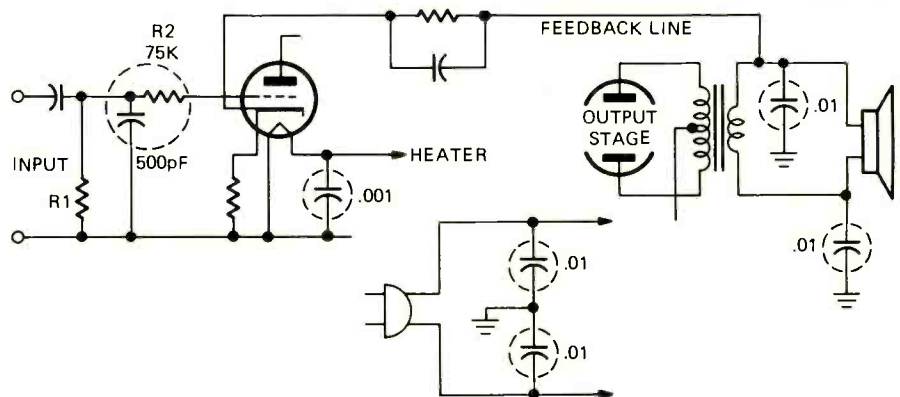 R2
75K
FEEDBACK LINE
.01
OUTPUT
STAGE
INPUT
500pF
HEATER
R1
.001
.01
.01
.01